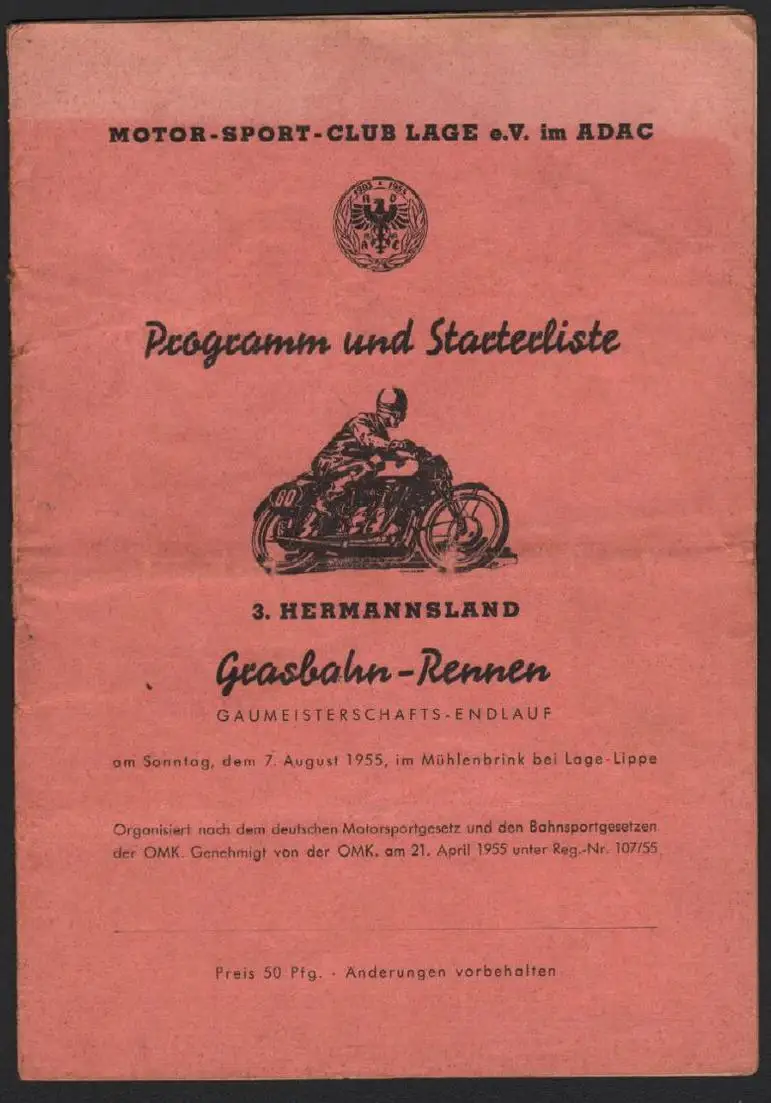 MOTOR-SPORT-CLUB LAGE e.V. im ADAC
1903 1953
A D
A C
Programm und Starterliste
80
3. HERMANNSLAND
Grasbahn-Rennen
GAUMEISTERSCHAFTS-ENDLAUF
am Sonntag, dem 7. August 1955, im Mühlenbrink bei Lage-Lippe
Organisiert nach dem deutschen Motorsportgesetz und den Bahnsportgesetzen
der OMK. Genehmigt von der OMK. am 21. April 1955 unter Reg.-Nr. 107/55
Preis 50 Pfg. · Änderungen vorbehalten